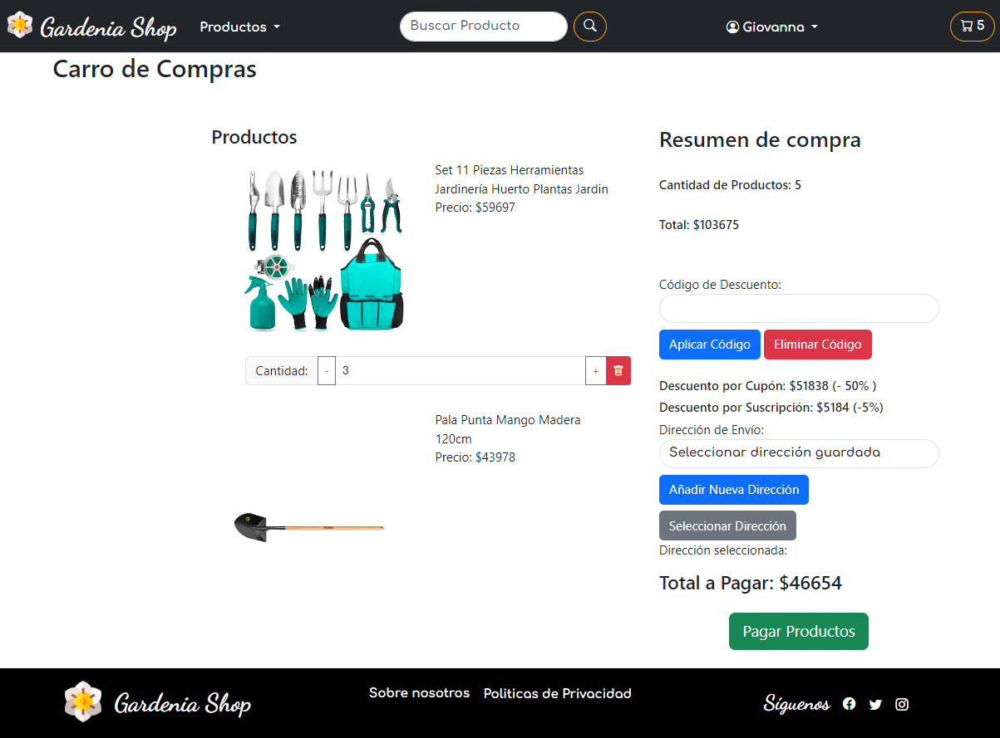 Gardenia Shop
Productos
Buscar Producto
Giovanna
5
Carro de Compras
Productos
Set 11 Piezas Herramientas
Jardinería Huerto Plantas Jardin
Precio: $59697
Cantidad:
-
3
+
Pala Punta Mango Madera
120cm
Precio: $43978
Resumen de compra
Cantidad de Productos: 5
Total: $103675
Código de Descuento:
Aplicar Código
Eliminar Código
Descuento por Cupón: $51838 (- 50% )
Descuento por Suscripción: $5184 (-5%)
Dirección de Envío:
Seleccionar dirección guardada
Añadir Nueva Dirección
Seleccionar Dirección
Dirección seleccionada:
Total a Pagar: $46654
Pagar Productos
Gardenia Shop
Sobre nosotros
Politicas de Privacidad
Síguenos